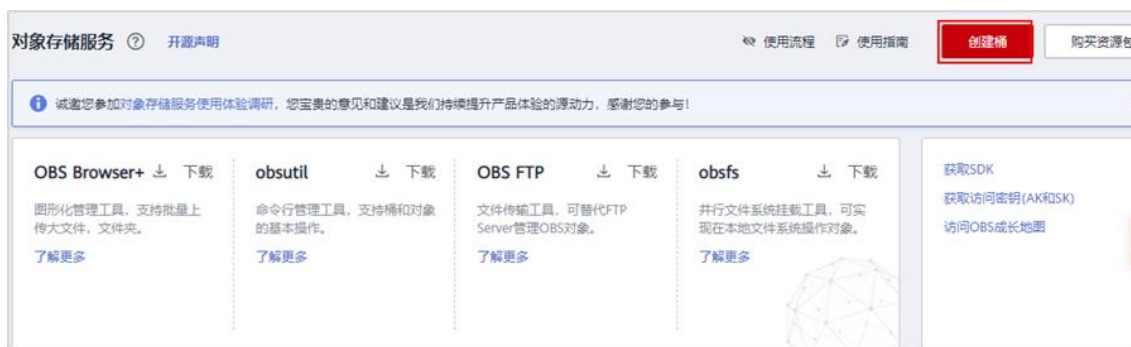 对象存储服务 ? 开源声明 使用流程 使用指南 创建桶 购买资源包
诚邀您参加对象存储服务使用体验调研，您宝贵的意见和建议是我们持续提升产品体验的源动力，感谢您的参与!
OBS Browser+ 下载 obsutil 下载 OBS FTP 下载 obsfs 下载
图形化管理工具，支持批量上
传大文件，文件夹。
了解更多
命令行管理工具，支持桶和对象
的基本操作。
了解更多
文件传输工具，可替代FTP
Server管理OBS对象。
了解更多
并行文件系统挂载工具，可实
现在本地文件系统操作对象。
了解更多
获取SDK
获取访问密钥(AK和SK)
访问OBS成长地图